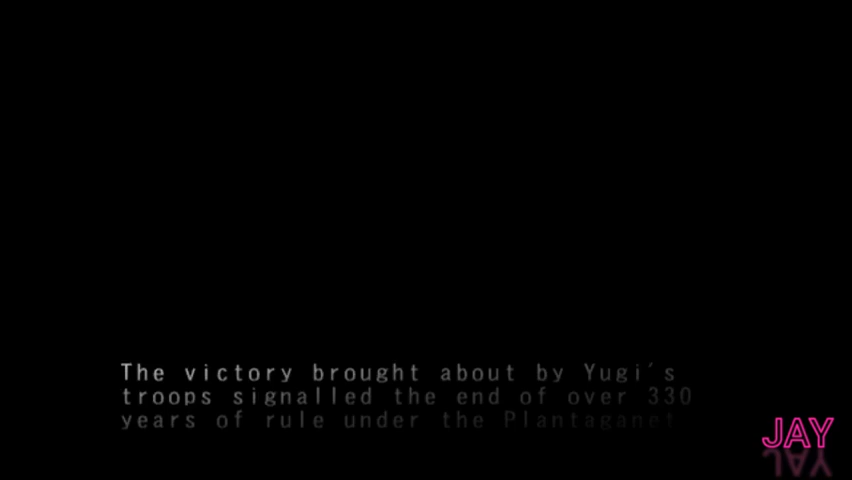 The victory brought about by Yugi's
troops signalled the end of over 330
years of rule under the Plantaganet
JAY